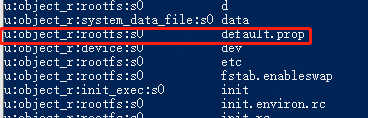 u:object_r:rootfs:s0 d
u:object_r:system_data_file:s0 data
u:object_r:rootfs:s0 default.prop
u:object_r:device:s0 dev
u:object_r:rootfs:s0 etc
u:object_r:rootfs:s0 fstab.enableswap
u:object_r:init_exec:s0 init
u:object_r:rootfs:s0 init.environ.rc